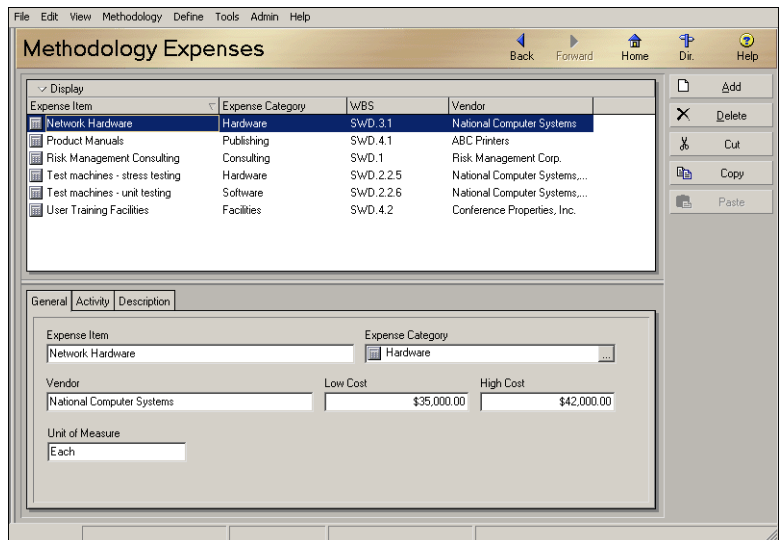 File Edit View Methodology Define Tools Admin Help
Methodology Expenses
Back Forward Home Dir. Help
Display
Expense Item Expense Category WBS Vendor
Network Hardware Hardware SWD.3.1 National Computer Systems
Product Manuals Publishing SWD.4.1 ABC Printers
Risk Management Consulting Consulting SWD.1 Risk Management Corp.
Test machines - stress testing Hardware SWD.2.2.5 National Computer Systems,...
Test machines - unit testing Software SWD.2.2.6 National Computer Systems,...
User Training Facilities Facilities SWD.4.2 Conference Properties, Inc.
Add
Delete
Cut
Copy
Paste
General Activity Description
Expense Item Expense Category
Network Hardware Hardware ...
Vendor Low Cost High Cost
National Computer Systems $35,000.00 $42,000.00
Unit of Measure
Each